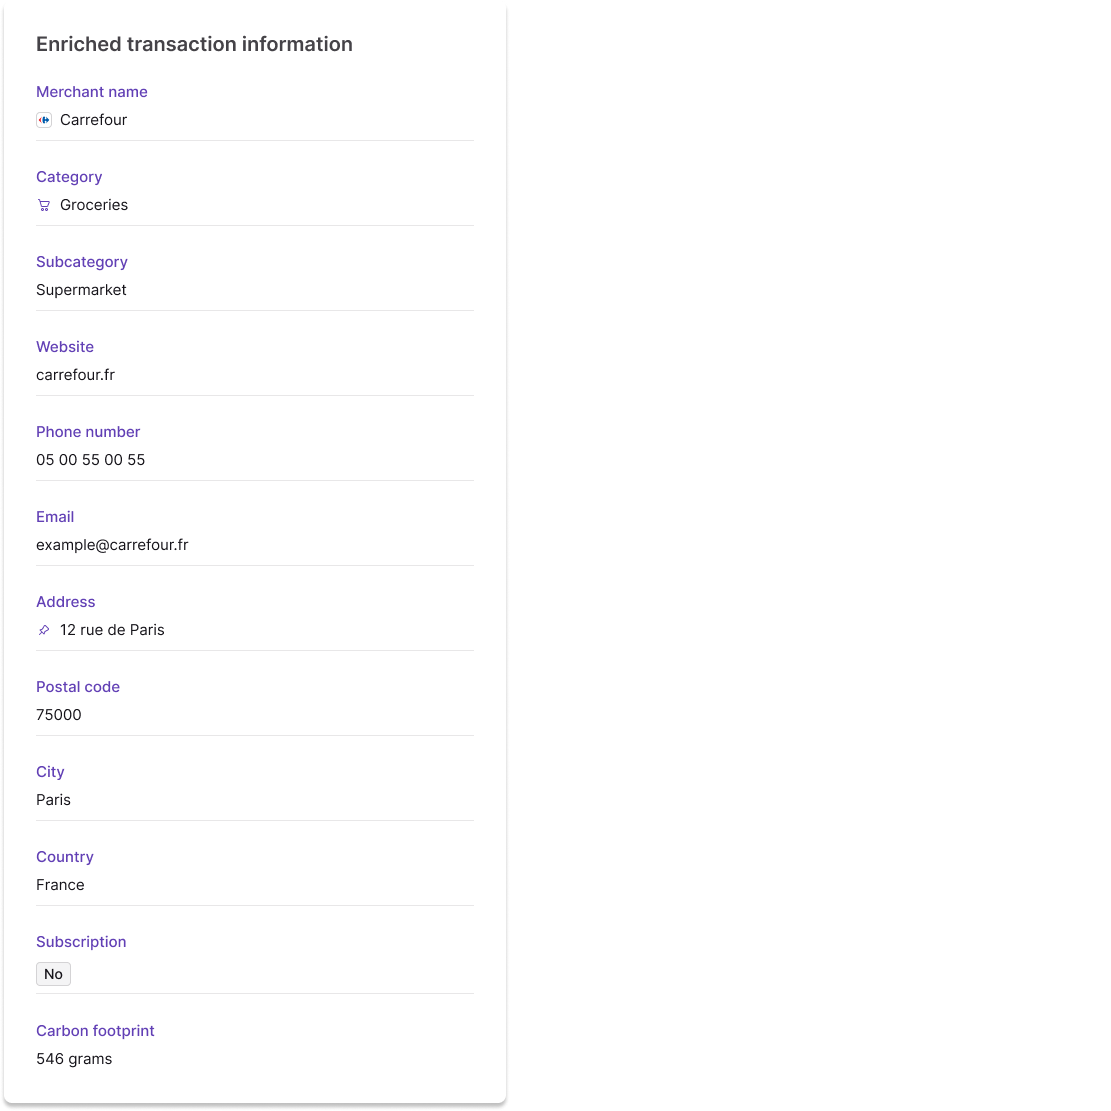 Enriched transaction information
Merchant name
Carrefour
Category
Groceries
Subcategory
Supermarket
Website
carrefour.fr
Phone number
05 00 55 00 55
Email
example@carrefour.fr
Address
12 rue de Paris
Postal code
75000
City
Paris
Country
France
Subscription
No
Carbon footprint
546 grams